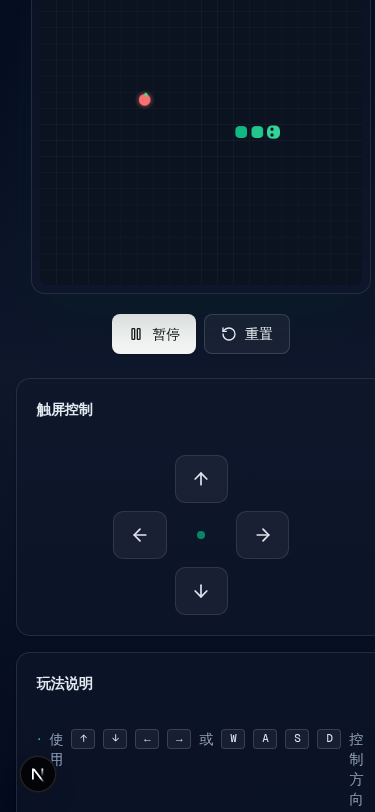 暂停 重置
触屏控制
↑
← →
↓
玩法说明
· 使用 ↑ ↓ ← → 或 W A S D 控制方向
N